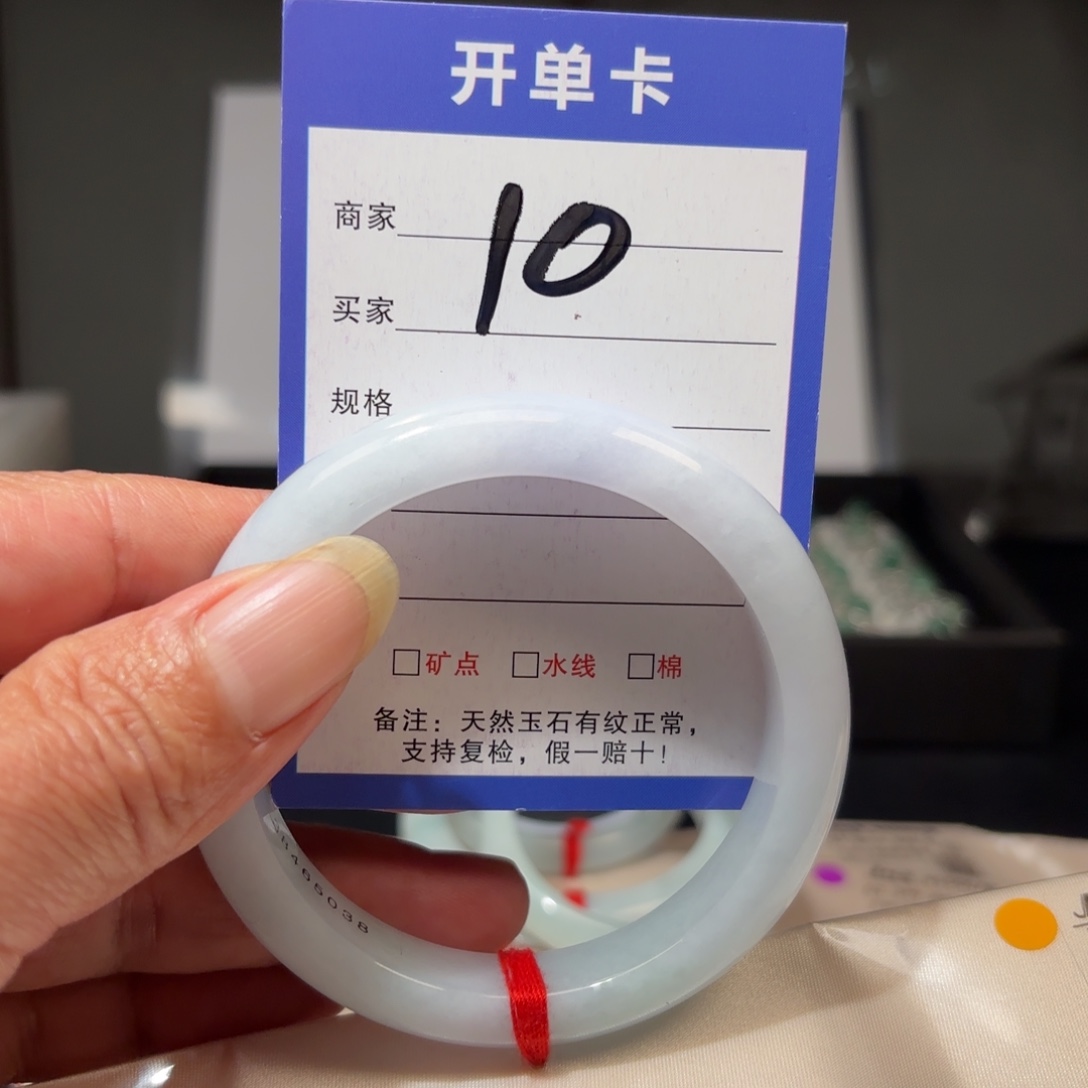 开单卡
商家
10
买家
规格
□矿点 □水线 □棉
备注：天然玉石有纹正常，
支持复检，假一赔十！